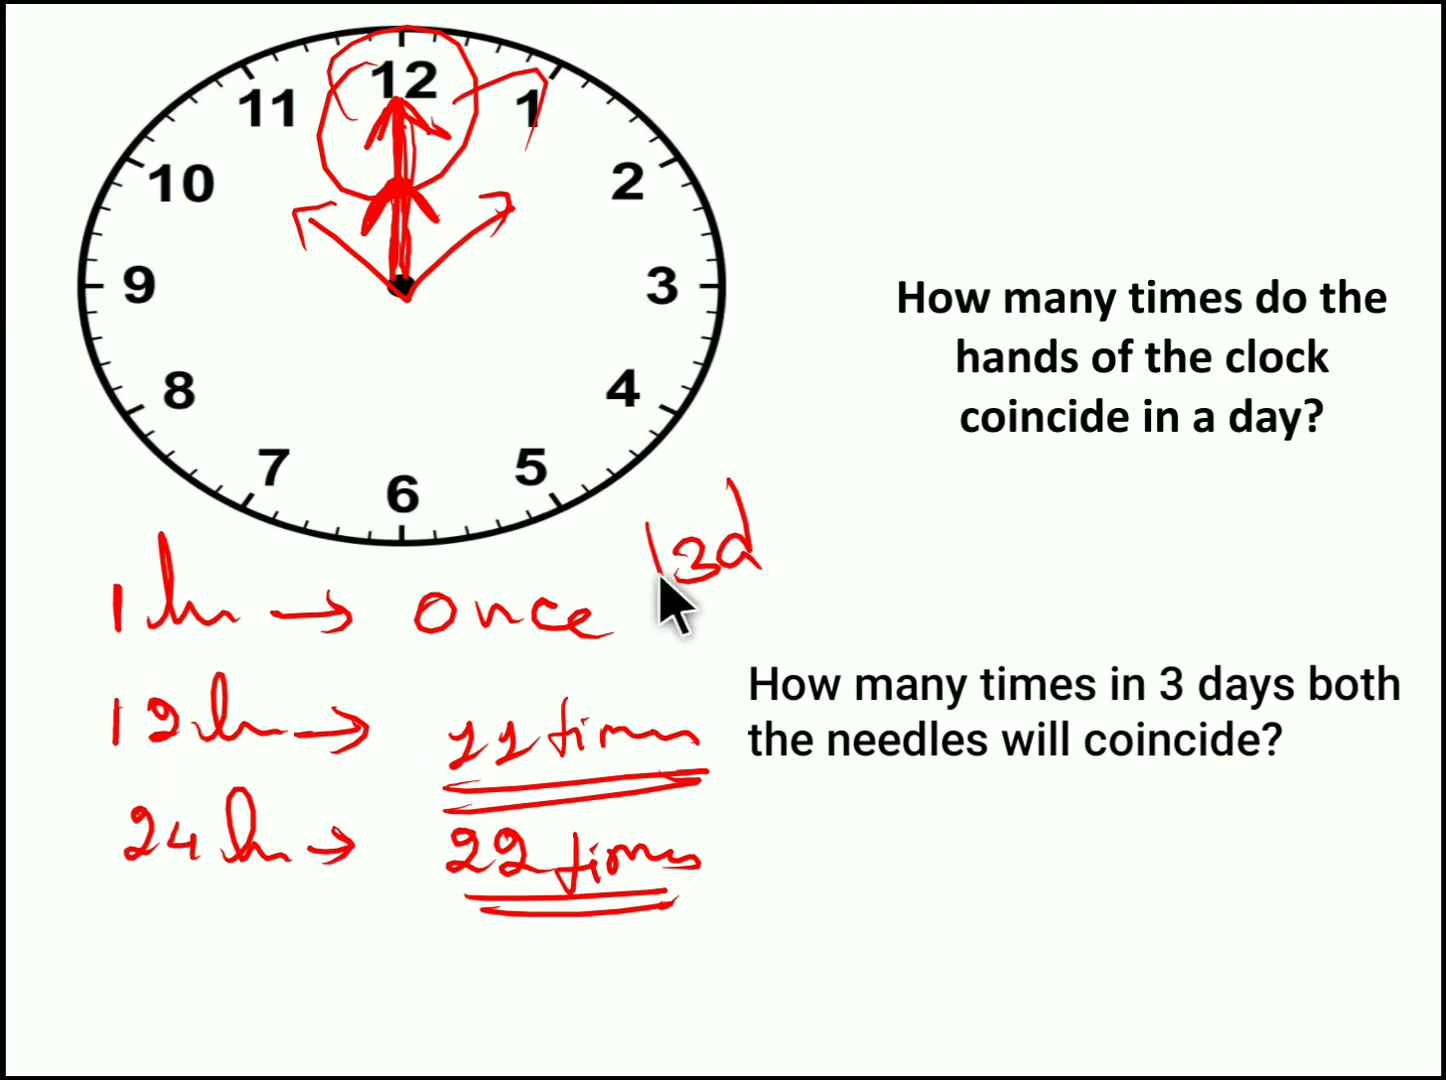 12
11
1
10
2
9
3
8
4
7
5
6
How many times do the
hands of the clock
coincide in a day?
1 hr → once
12 hr → 11 times
24 hr → 22 times
How many times in 3 days both
the needles will coincide?